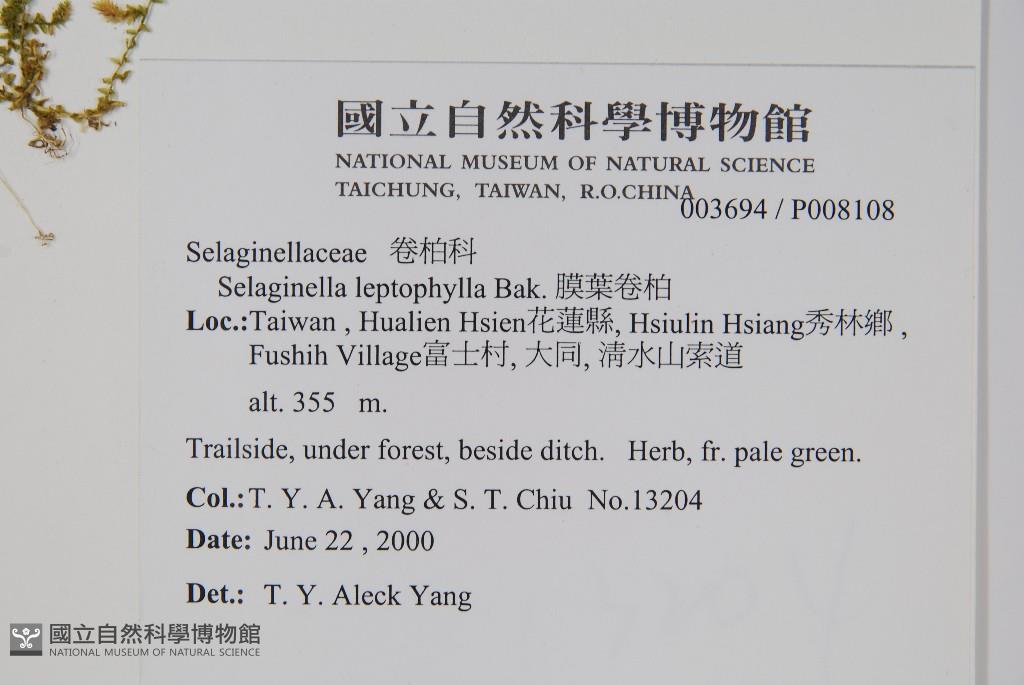 國立自然科學博物館
NATIONAL MUSEUM OF NATURAL SCIENCE
TAICHUNG, TAIWAN, R.O.CHINA
003694 / P008108
Selaginellaceae 卷柏科
Selaginella leptophylla Bak. 膜葉卷柏
Loc.:Taiwan , Hualien Hsien花蓮縣, Hsiulin Hsiang秀林鄉 ,
Fushih Village富士村, 大同, 清水山索道
alt. 355 m.
Trailside, under forest, beside ditch. Herb, fr. pale green.
Col.: T. Y. A. Yang & S. T. Chiu No.13204
Date: June 22 , 2000
Det.: T. Y. Aleck Yang
國立自然科學博物館
NATIONAL MUSEUM OF NATURAL SCIENCE